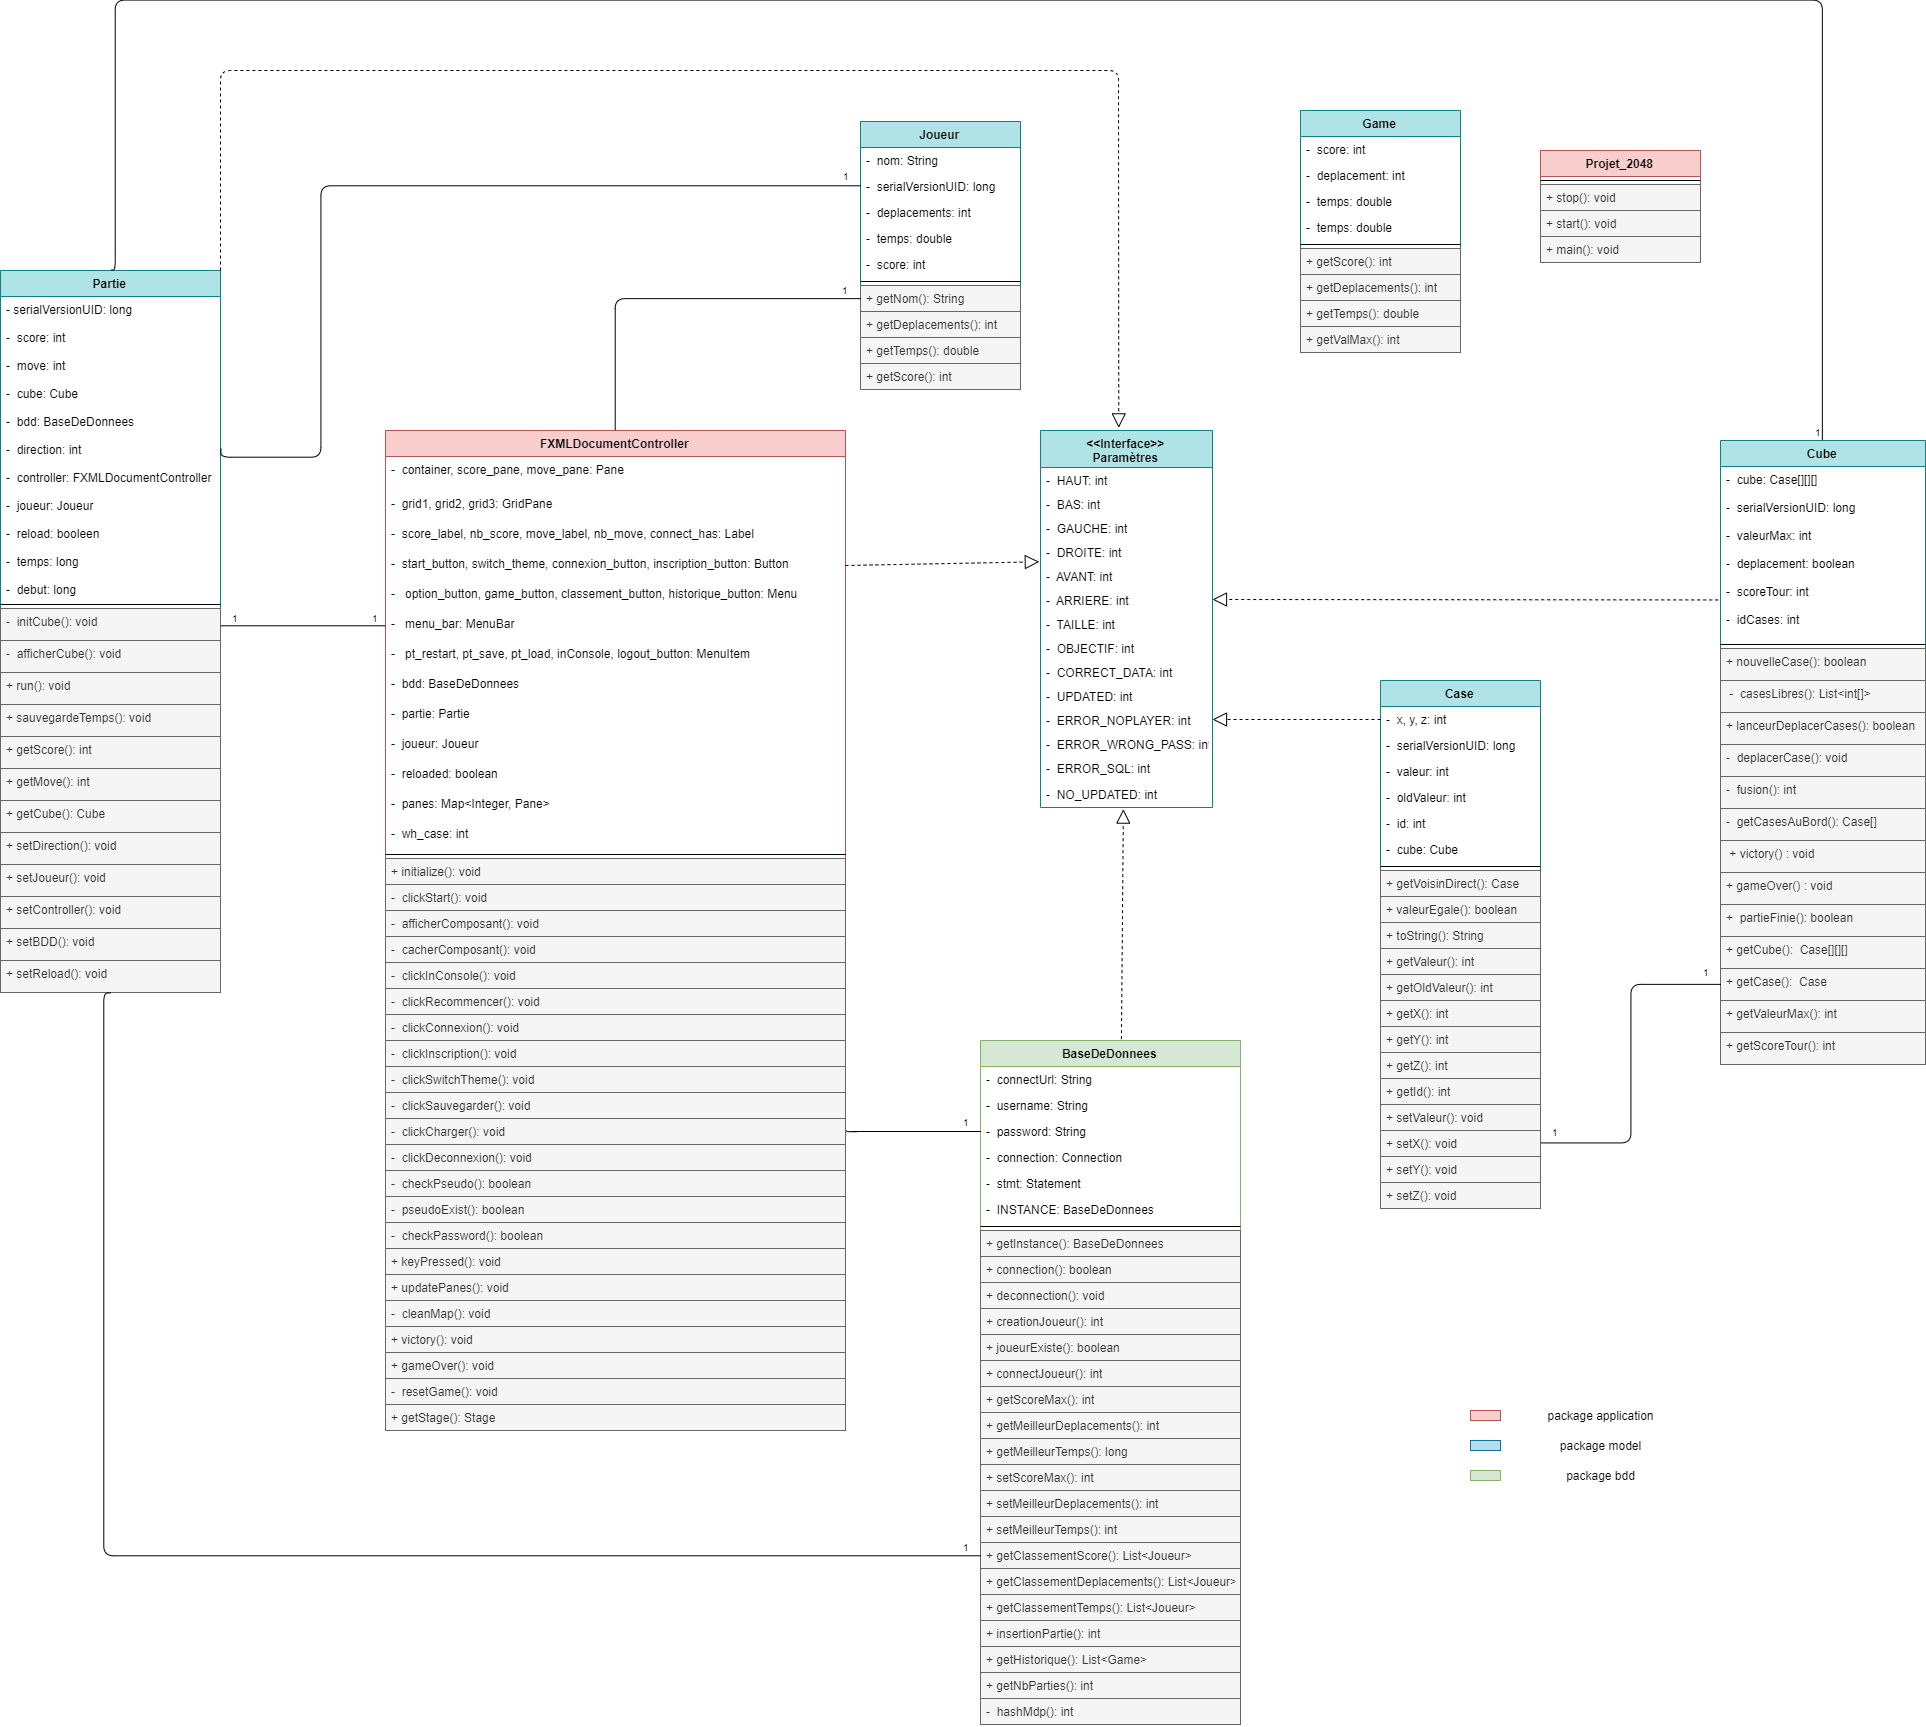 Partie
- serialVersionUID: long
- score: int
- move: int
- cube: Cube
- bdd: BaseDeDonnees
- direction: int
- controller: FXMLDocumentController
- joueur: Joueur
- reload: booleen
- temps: long
- debut: long
- initCube(): void
- afficherCube(): void
+ run(): void
+ sauvegardeTemps(): void
+ getScore(): int
+ getMove(): int
+ getCube(): Cube
+ setDirection(): void
+ setJoueur(): void
+ setController(): void
+ setBDD(): void
+ setReload(): void
1
1
FXMLDocumentController
- container, score_pane, move_pane: Pane
- grid1, grid2, grid3: GridPane
- score_label, nb_score, move_label, nb_move, connect_has: Label
- start_button, switch_theme, connexion_button, inscription_button: Button
- option_button, game_button, classement_button, historique_button: Menu
- menu_bar: MenuBar
- pt_restart, pt_save, pt_load, inConsole, logout_button: MenuItem
- bdd: BaseDeDonnees
- partie: Partie
- joueur: Joueur
- reloaded: boolean
- panes: Map<Integer, Pane>
- wh_case: int
+ initialize(): void
- clickStart(): void
- afficherComposant(): void
- cacherComposant(): void
- clickInConsole(): void
- clickRecommencer(): void
- clickConnexion(): void
- clickInscription(): void
- clickSwitchTheme(): void
- clickSauvegarder(): void
- clickCharger(): void
- clickDeconnexion(): void
- checkPseudo(): boolean
- pseudoExist(): boolean
- checkPassword(): boolean
+ keyPressed(): void
+ updatePanes(): void
- cleanMap(): void
+ victory(): void
+ gameOver(): void
- resetGame(): void
+ getStage(): Stage
1
1
Joueur
- nom: String
- serialVersionUID: long
- deplacements: int
- temps: double
- score: int
+ getNom(): String
+ getDeplacements(): int
+ getTemps(): double
+ getScore(): int
<<Interface>>
Paramètres
- HAUT: int
- BAS: int
- GAUCHE: int
- DROITE: int
- AVANT: int
- ARRIERE: int
- TAILLE: int
- OBJECTIF: int
- CORRECT_DATA: int
- UPDATED: int
- ERROR_NOPLAYER: int
- ERROR_WRONG_PASS: in
- ERROR_SQL: int
- NO_UPDATED: int
1
1
BaseDeDonnees
- connectUrl: String
- username: String
- password: String
- connection: Connection
- stmt: Statement
- INSTANCE: BaseDeDonnees
+ getInstance(): BaseDeDonnees
+ connection(): boolean
+ deconnection(): void
+ creationJoueur(): int
+ joueurExiste(): boolean
+ connectJoueur(): int
+ getScoreMax(): int
+ getMeilleurDeplacements(): int
+ getMeilleurTemps(): long
+ setScoreMax(): int
+ setMeilleurDeplacements(): int
+ setMeilleurTemps(): int
+ getClassementScore(): List<Joueur>
+ getClassementDeplacements(): List<Joueur>
+ getClassementTemps(): List<Joueur>
+ insertionPartie(): int
+ getHistorique(): List<Game>
+ getNbParties(): int
- hashMdp(): int
Game
- score: int
- deplacement: int
- temps: double
- temps: double
+ getScore(): int
+ getDeplacements(): int
+ getTemps(): double
+ getValMax(): int
Projet_2048
+ stop(): void
+ start(): void
+ main(): void
Case
- x, y, z: int
- serialVersionUID: long
- valeur: int
- oldValeur: int
- id: int
- cube: Cube
+ getVoisinDirect(): Case
+ valeurEgale(): boolean
+ toString(): String
+ getValeur(): int
+ getOldValeur(): int
+ getX(): int
+ getY(): int
+ getZ(): int
+ getId(): int
+ setValeur(): void
+ setX(): void
+ setY(): void
+ setZ(): void
1
1
1
Cube
- cube: Case[][][]
- serialVersionUID: long
- valeurMax: int
- deplacement: boolean
- scoreTour: int
- idCases: int
+ nouvelleCase(): boolean
- casesLibres(): List<int[]>
+ lanceurDeplacerCases(): boolean
- deplacerCase(): void
- fusion(): int
- getCasesAuBord(): Case[]
+ victory() : void
+ gameOver() : void
+ partieFinie(): boolean
+ getCube(): Case[][][]
+ getCase(): Case
+ getValeurMax(): int
+ getScoreTour(): int
package application
package model
package bdd